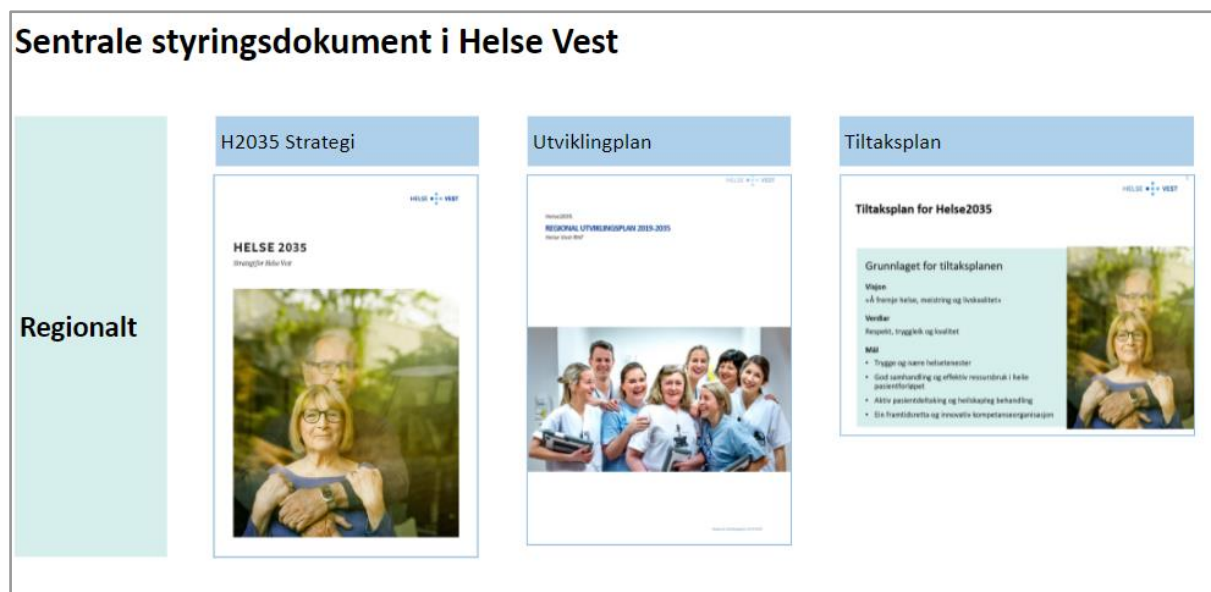 Sentrale styringsdokument i Helse Vest
Regionalt
H2035 Strategi
HELSE VEST
HELSE 2035
Strategi for Helse Vest
Utviklingplan
HELSE VEST
Helse2035
REGIONAL UTVIKLINGSPLAN 2019-2035
Helse Vest RHF
Tiltaksplan
HELSE VEST
Tiltaksplan for Helse2035
Grunnlaget for tiltaksplanen
Visjon
«Å fremje helse, meistring og livskvalitet»
Verdiar
Respekt, tryggleik og kvalitet
Mål
• Trygge og nære helsetenester
• God samhandling og effektiv ressursbruk i heile
pasientforløpet
• Aktiv pasientdeltaking og heilskapleg behandling
• Ein framtidsretta og innovativ kompetanseorganisasjon